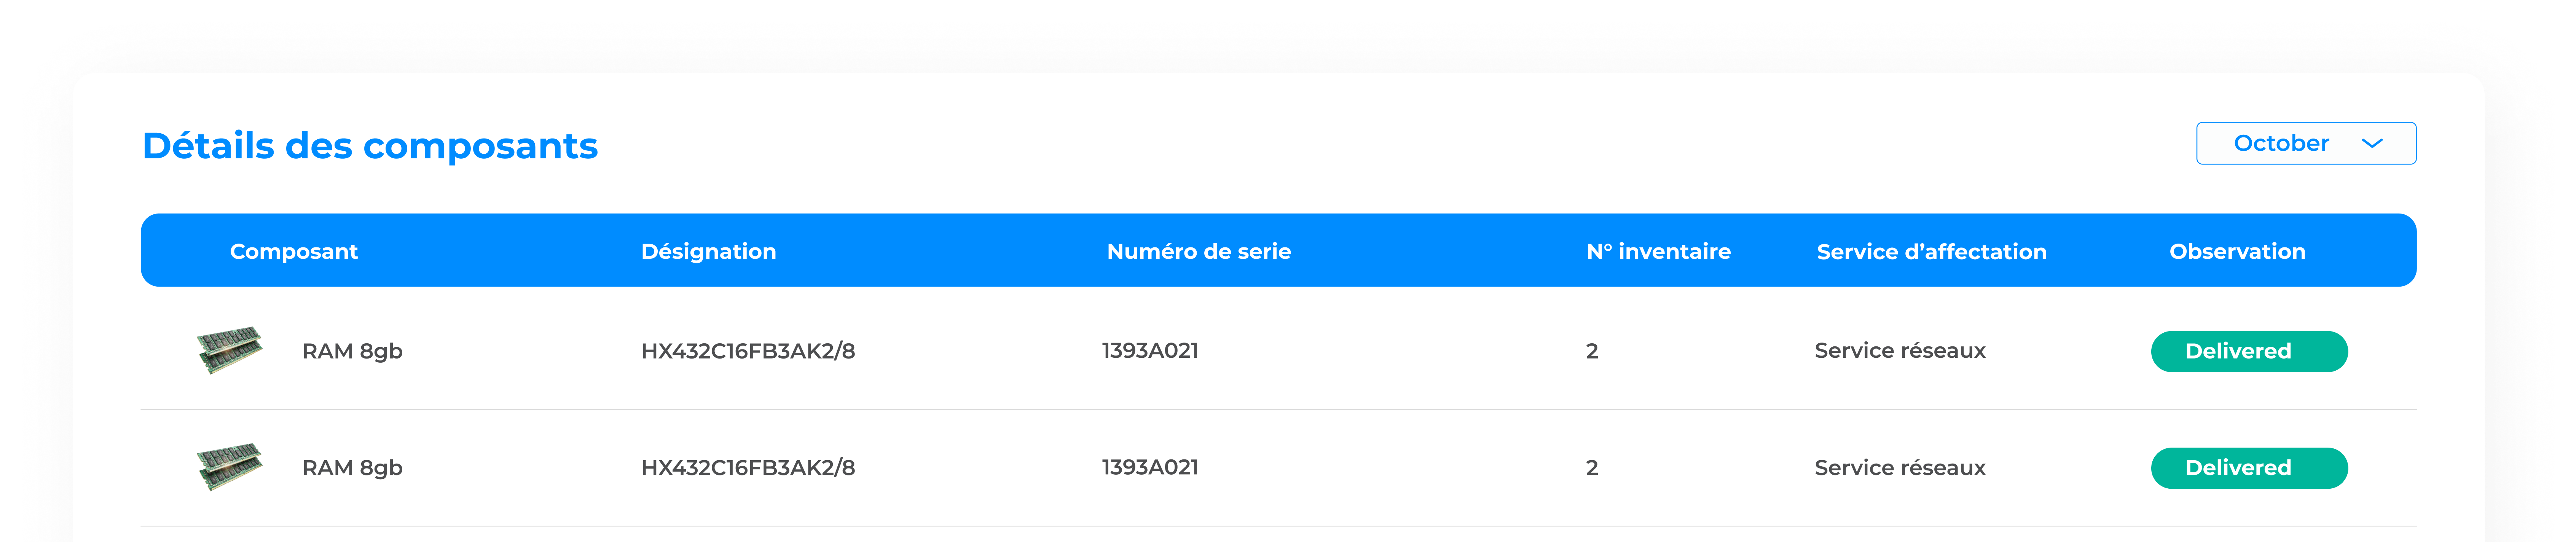 Détails des composants
October
Composant Désignation Numéro de serie N° inventaire Service d’affectation Observation
RAM 8gb HX432C16FB3AK2/8 1393A021 2 Service réseaux Delivered
RAM 8gb HX432C16FB3AK2/8 1393A021 2 Service réseaux Delivered